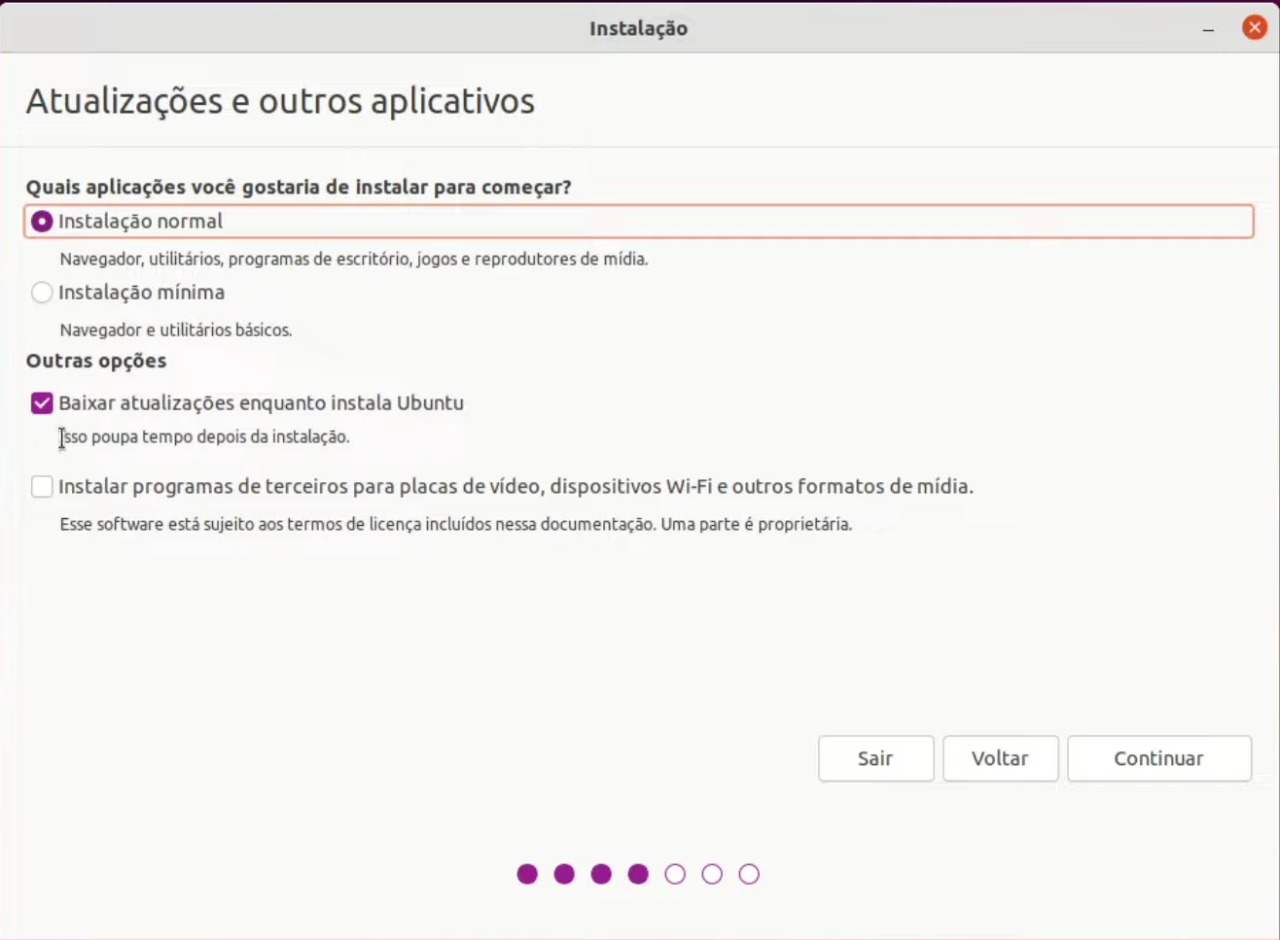 Instalação
Atualizações e outros aplicativos
Quais aplicações você gostaria de instalar para começar?
Instalação normal
Navegador, utilitários, programas de escritório, jogos e reprodutores de mídia.
Instalação mínima
Navegador e utilitários básicos.
Outras opções
Baixar atualizações enquanto instala Ubuntu
Isso poupa tempo depois da instalação.
Instalar programas de terceiros para placas de vídeo, dispositivos Wi-Fi e outros formatos de mídia.
Esse software está sujeito aos termos de licença incluídos nessa documentação. Uma parte é proprietária.
Sair
Voltar
Continuar